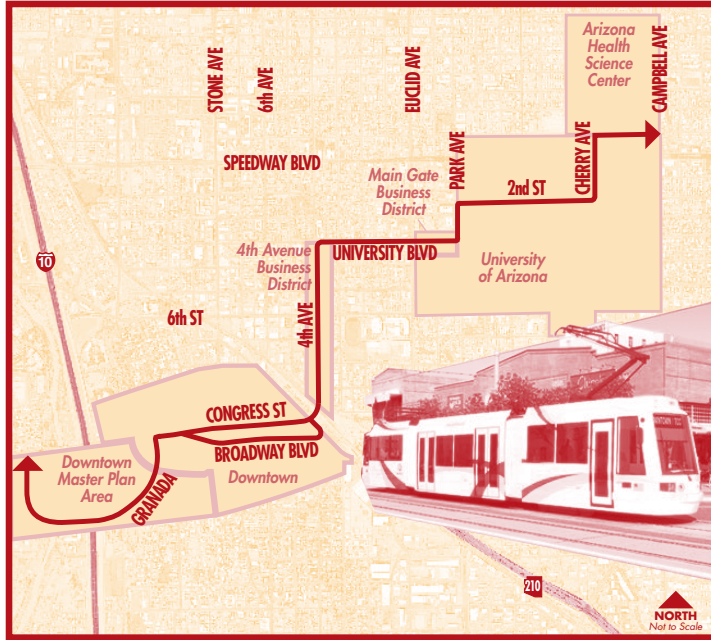 Arizona
Health
Science
Center
CAMPBELL AVE
STONE AVE
6th AVE
EUCLID AVE
SPEEDWAY BLVD
PARK AVE
CHERRY AVE
Main Gate
Business
District
2nd ST
10
4th Avenue
Business
District
UNIVERSITY BLVD
University
of Arizona
6th ST
4th AVE
CONGRESS ST
BROADWAY BLVD
Downtown
Master Plan
Area
GRANADA
Downtown
210
NORTH
Not to Scale